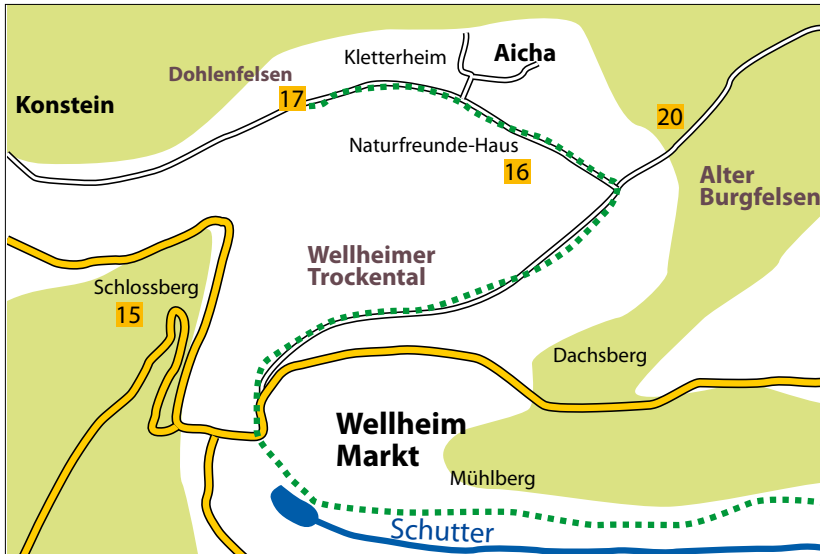 Kletterheim
Aicha
Dohlenfelsen
17
Konstein
20
Naturfreunde-Haus
16
Alter
Burgfelsen
Wellheimer
Trockental
Schlossberg
15
Dachsberg
Wellheim
Markt
Mühlberg
Schutter